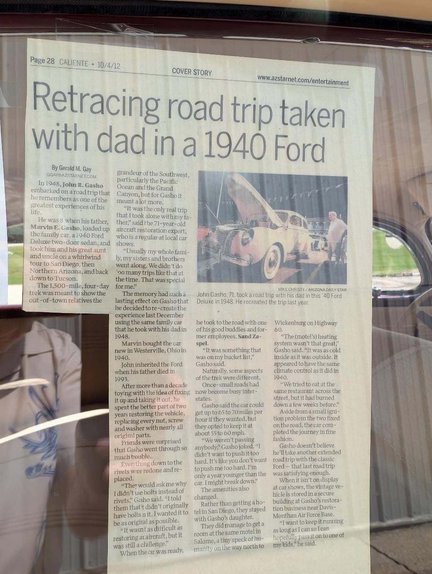 Page 28 CALIENTE • 10/4/12
COVER STORY
www.azstarnet.com/entertainment
Retracing road trip taken
with dad in a 1940 Ford
By Gerald M. Gay
In 1948, John R. Gasho
embarked on a road trip that
he remembers as one of the
greatest experiences of his
life.
He was 8 when his father,
Marvin E. Gasho, loaded up
the family car, a 1940 Ford
Deluxe two-door sedan, and
took him and his great aunt
and uncle on a whirlwind
tour to San Diego, then
Northern Arizona, and back
down to Tucson.
The 1,500-mile, four-day
trek was meant to show the
out-of-town relatives the
grandeur of the Southwest,
particularly the Pacific
Ocean and the Grand
Canyon, but for Gasho it
meant a lot more.
"It was the only real trip
that I took alone with my fa-
ther," said the 71-year-old
aircraft restoration expert,
who is a regular at local car
shows.
"Usually my whole fam-
ily, my sisters and brothers
went along. We didn't do
too many trips like that at
the time. That was special
for me."
The memory had such a
lasting effect on Gasho that
he decided to re-create the
experience last December
using the same family car
that he took with his dad in
1948.
Marvin bought the car
new in Westerville, Ohio in
1940.
John inherited the Ford
when his father died in
1993.
After more than a decade
toying with the idea of fixing
it up and taking it out, he
spent the better part of two
years restoring the vehicle,
replacing every nut, screw
and washer with nearly all
original parts.
Friends were surprised
that Gasho went through so
much trouble.
Everything down to the
rivets was redone and re-
placed.
"They would ask me why
I didn't use bolts instead of
rivets," Gasho said. "I told
them that it didn't originally
have bolts in it. I wanted it to
be as original as possible.
"It wasn't as difficult as
restoring an aircraft, but it
was still a challenge."
When the car was ready,
MIKE CHRISTY / ARIZONA DAILY STAR
John Gasho, 71, took a road trip with his dad in this '40 Ford
Deluxe in 1948. He recreated the trip last year.
he took to the road with one
of his good buddies and for-
mer employees,
"It was something that
was on my bucket list,"
Gasho said.
Naturally, some aspects
of the trek were different.
Once-small roads had
now become busy inter-
states.
Gasho said the car could
get up to 65 to 70 miles per
hour if they wanted, but
they opted to keep it at
about 55 to 60 mph.
"We weren't passing
anybody," Gasho joked. "I
didn't want to push it too
hard. It's like you don't want
to push me too hard. I'm
only a year younger than the
car. I might break down."
The amenities also
changed.
Rather than getting a ho-
tel in San Diego, they stayed
with Gasho's daughter.
They did manage to get a
room at the same motel in
Salome, a tiny speck of hu-
manity on the way north to
Wickenburg on Highway
60.
"The (motel's) heating
system wasn't that great,"
Gasho said. "It was as cold
inside as it was outside. It
appeared to have the same
climate control as it did in
1940.
"We tried to eat at the
same restaurant across the
street, but it had burned
down a few weeks before."
Aside from a small igni-
tion problem the two fixed
on the road, the car com-
pleted the journey in fine
fashion.
Gasho doesn't believe
he'll take another extended
road trip with the classic
Ford — that last road trip
was satisfying enough.
When it isn't on display
at car shows, the vintage ve-
hicle is stored in a secure
building at Gasho's restora-
tion business near Davis-
Monthan Air Force Base.
"I want to keep it running
as long as I can so I can
hopefully pass it on to one of
my kids," he said.